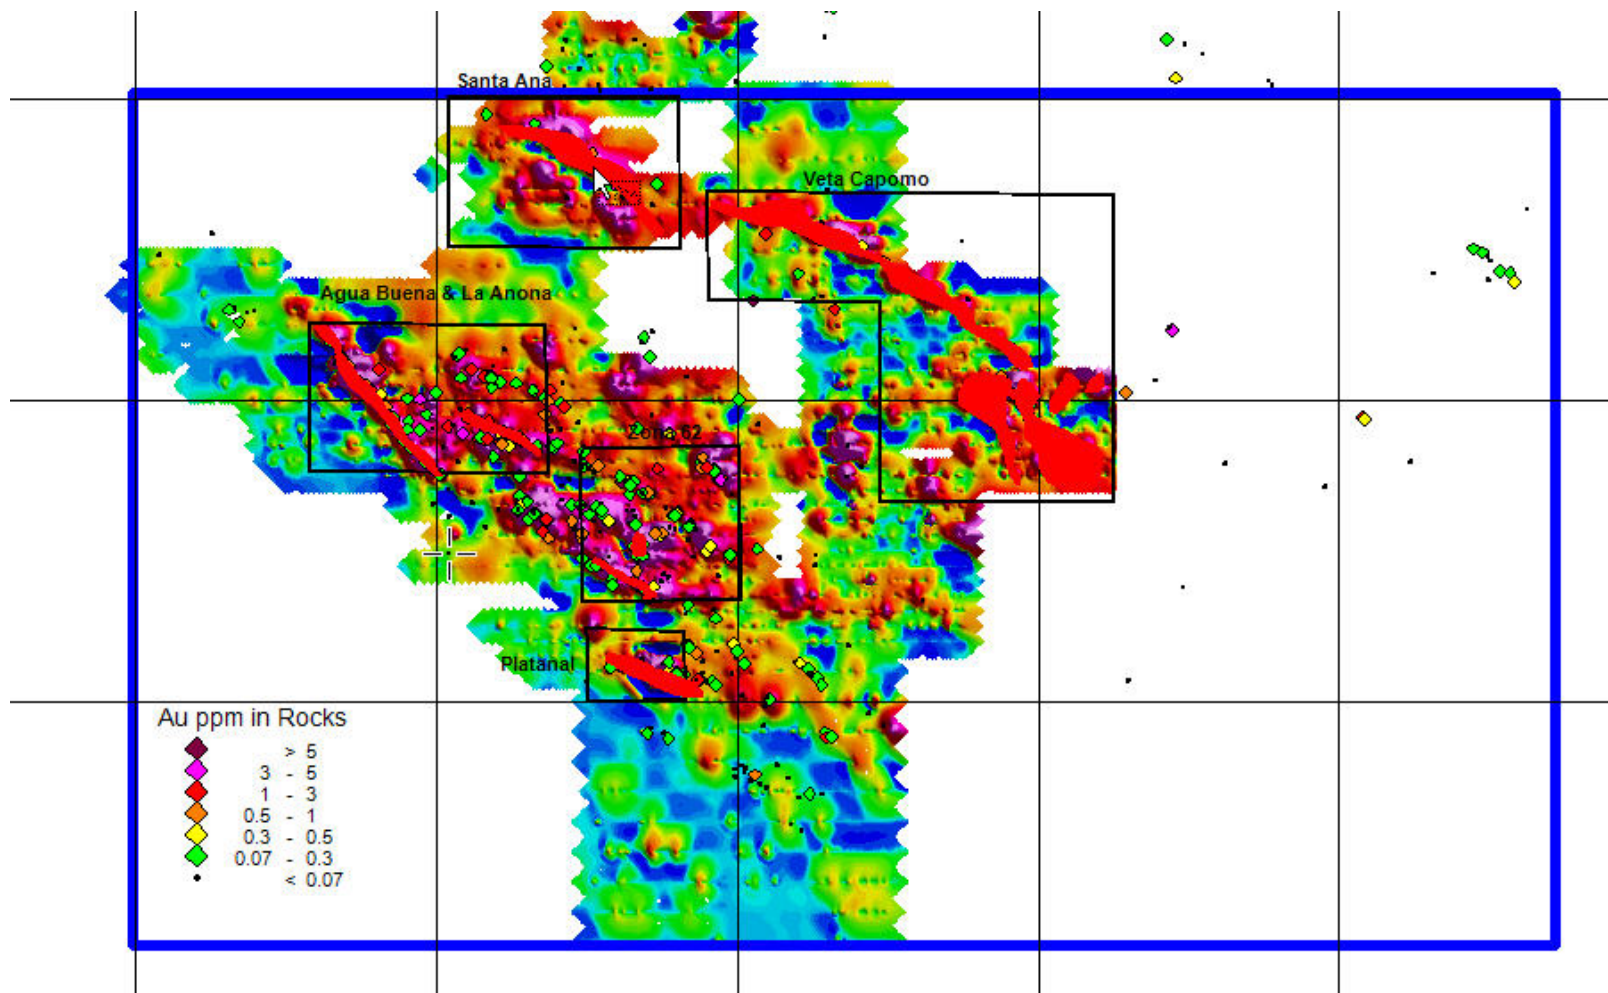 Santa Ana
Veta Capomo
Agua Buena & La Anona
Zona 62
Platanal
Au ppm in Rocks
> 5
3 - 5
1 - 3
0.5 - 1
0.3 - 0.5
0.07 - 0.3
< 0.07